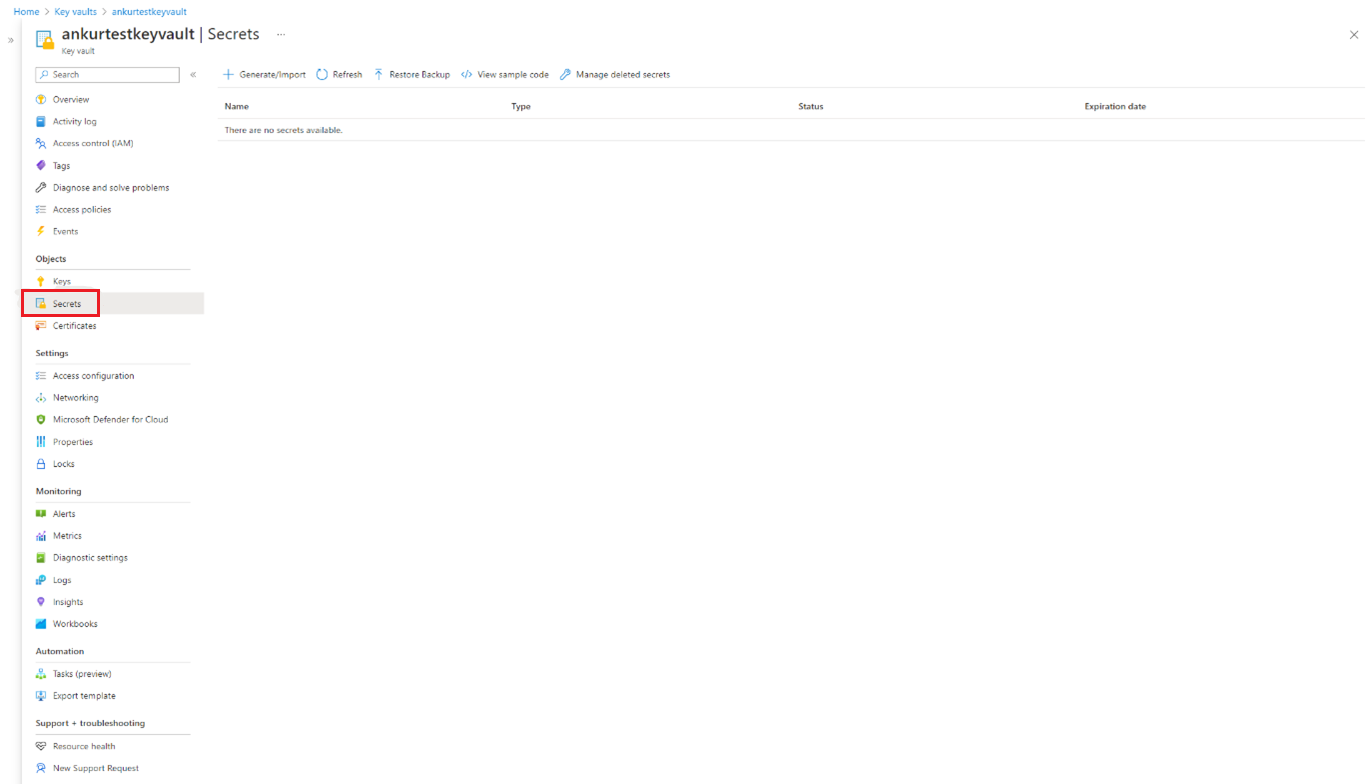 Home > Key vaults > ankurtestkeyvault
»
ankurtestkeyvault | Secrets ...
Key vault
Search «
Generate/Import Refresh Restore Backup View sample code Manage deleted secrets
Overview
Activity log
Access control (IAM)
Tags
Diagnose and solve problems
Access policies
Events
Objects
Keys
Secrets
Certificates
Settings
Access configuration
Networking
Microsoft Defender for Cloud
Properties
Locks
Monitoring
Alerts
Metrics
Diagnostic settings
Logs
Insights
Workbooks
Automation
Tasks (preview)
Export template
Support + troubleshooting
Resource health
New Support Request
Name Type Status Expiration date
There are no secrets available.